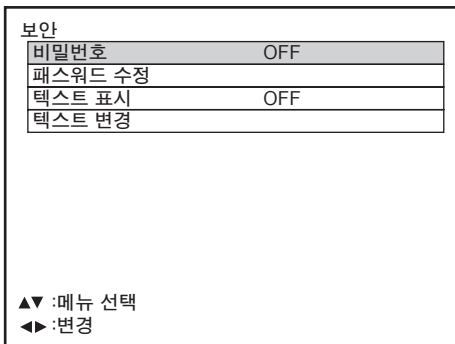 보안
비밀번호 OFF
패스워드 수정
텍스트 표시 OFF
텍스트 변경
▲▼ :메뉴 선택
◀▶ :변경